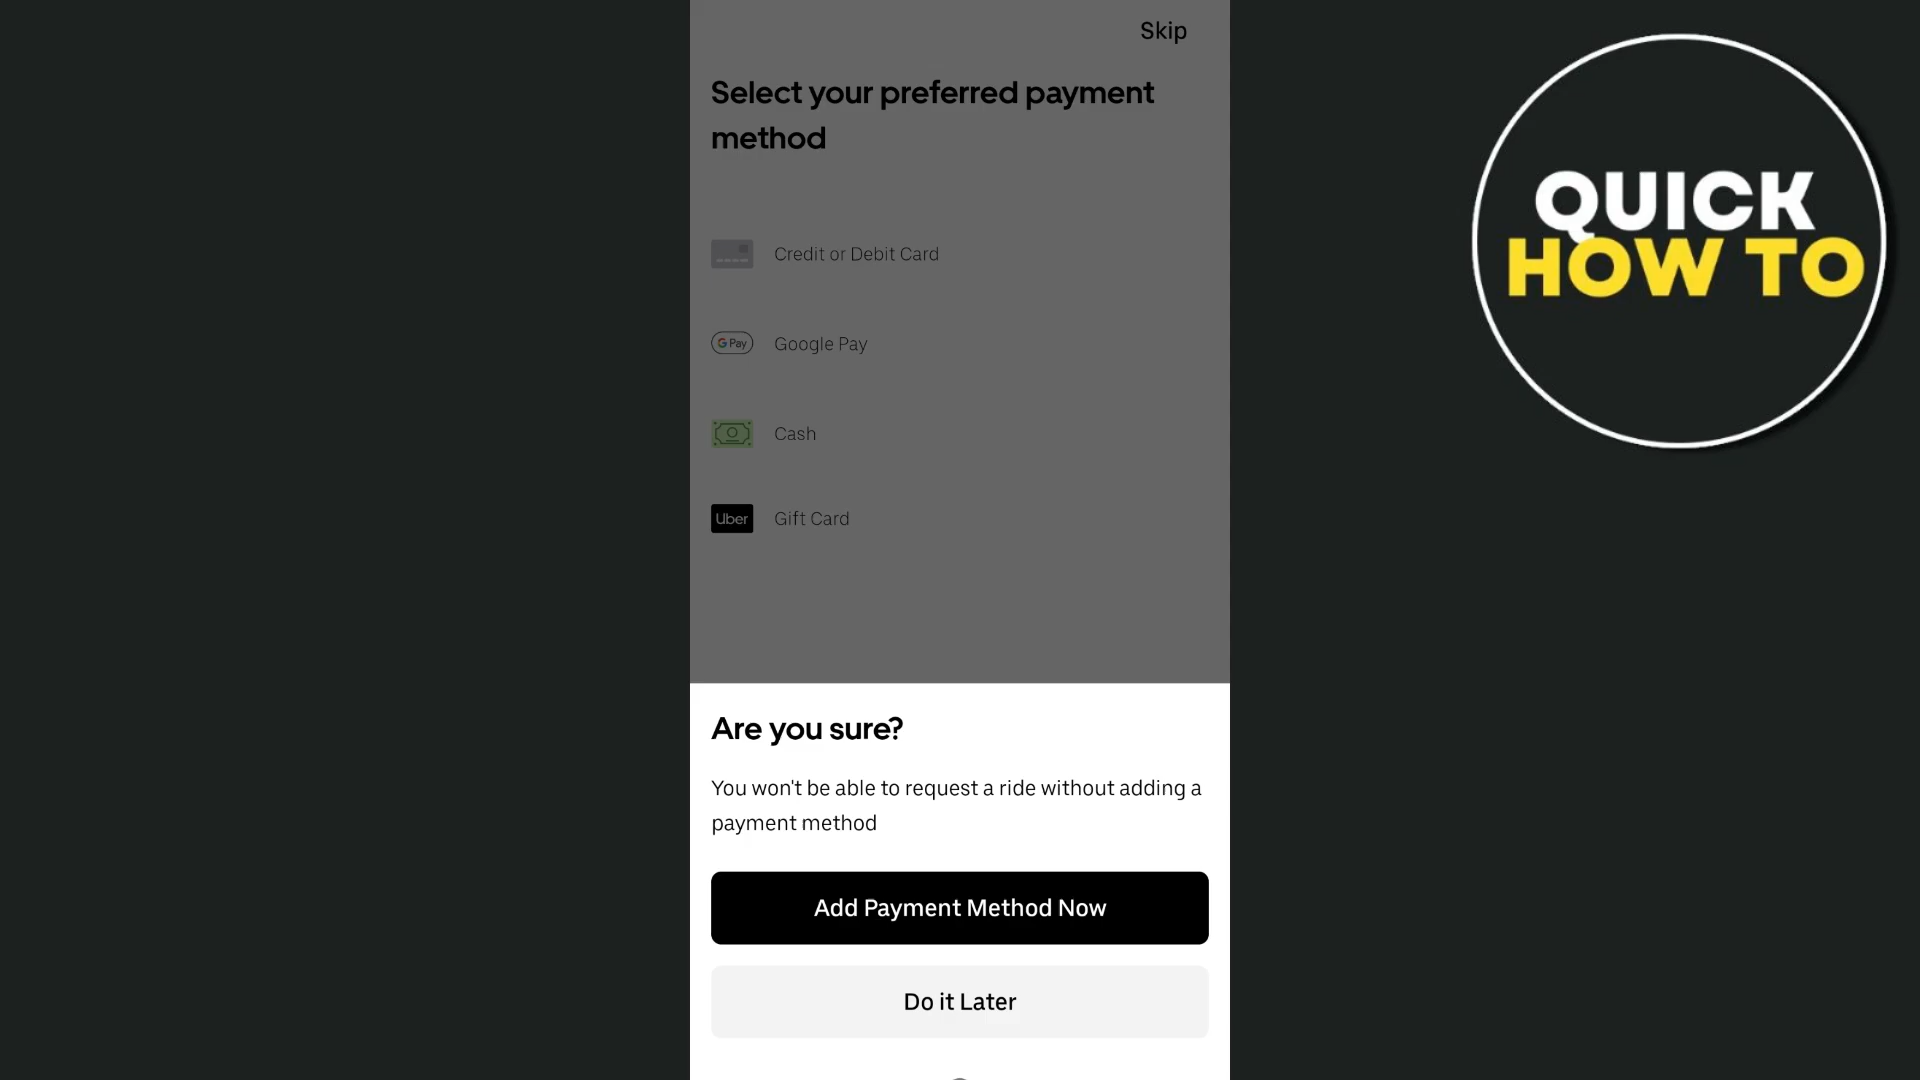 Skip
Select your preferred payment
method
Credit or Debit Card
G Pay
Google Pay
Cash
Uber
Gift Card
Are you sure?
You won't be able to request a ride without adding a
payment method
Add Payment Method Now
Do it Later
QUICK
HOW TO